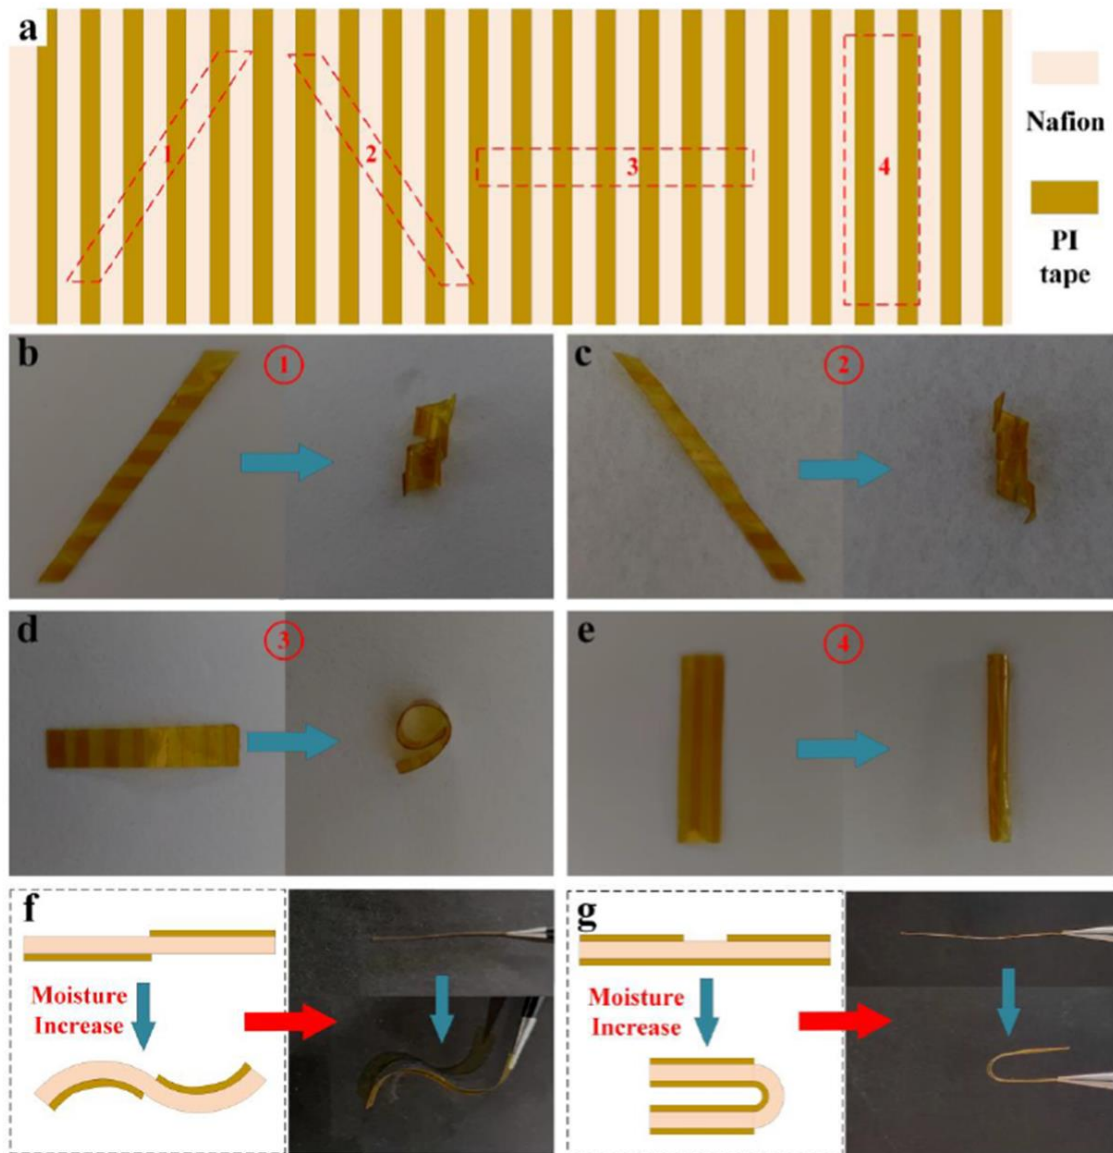 a
1
2
3
4
Nafion
PI
tape
b
①
c
②
d
③
e
④
f
Moisture
Increase
g
Moisture
Increase